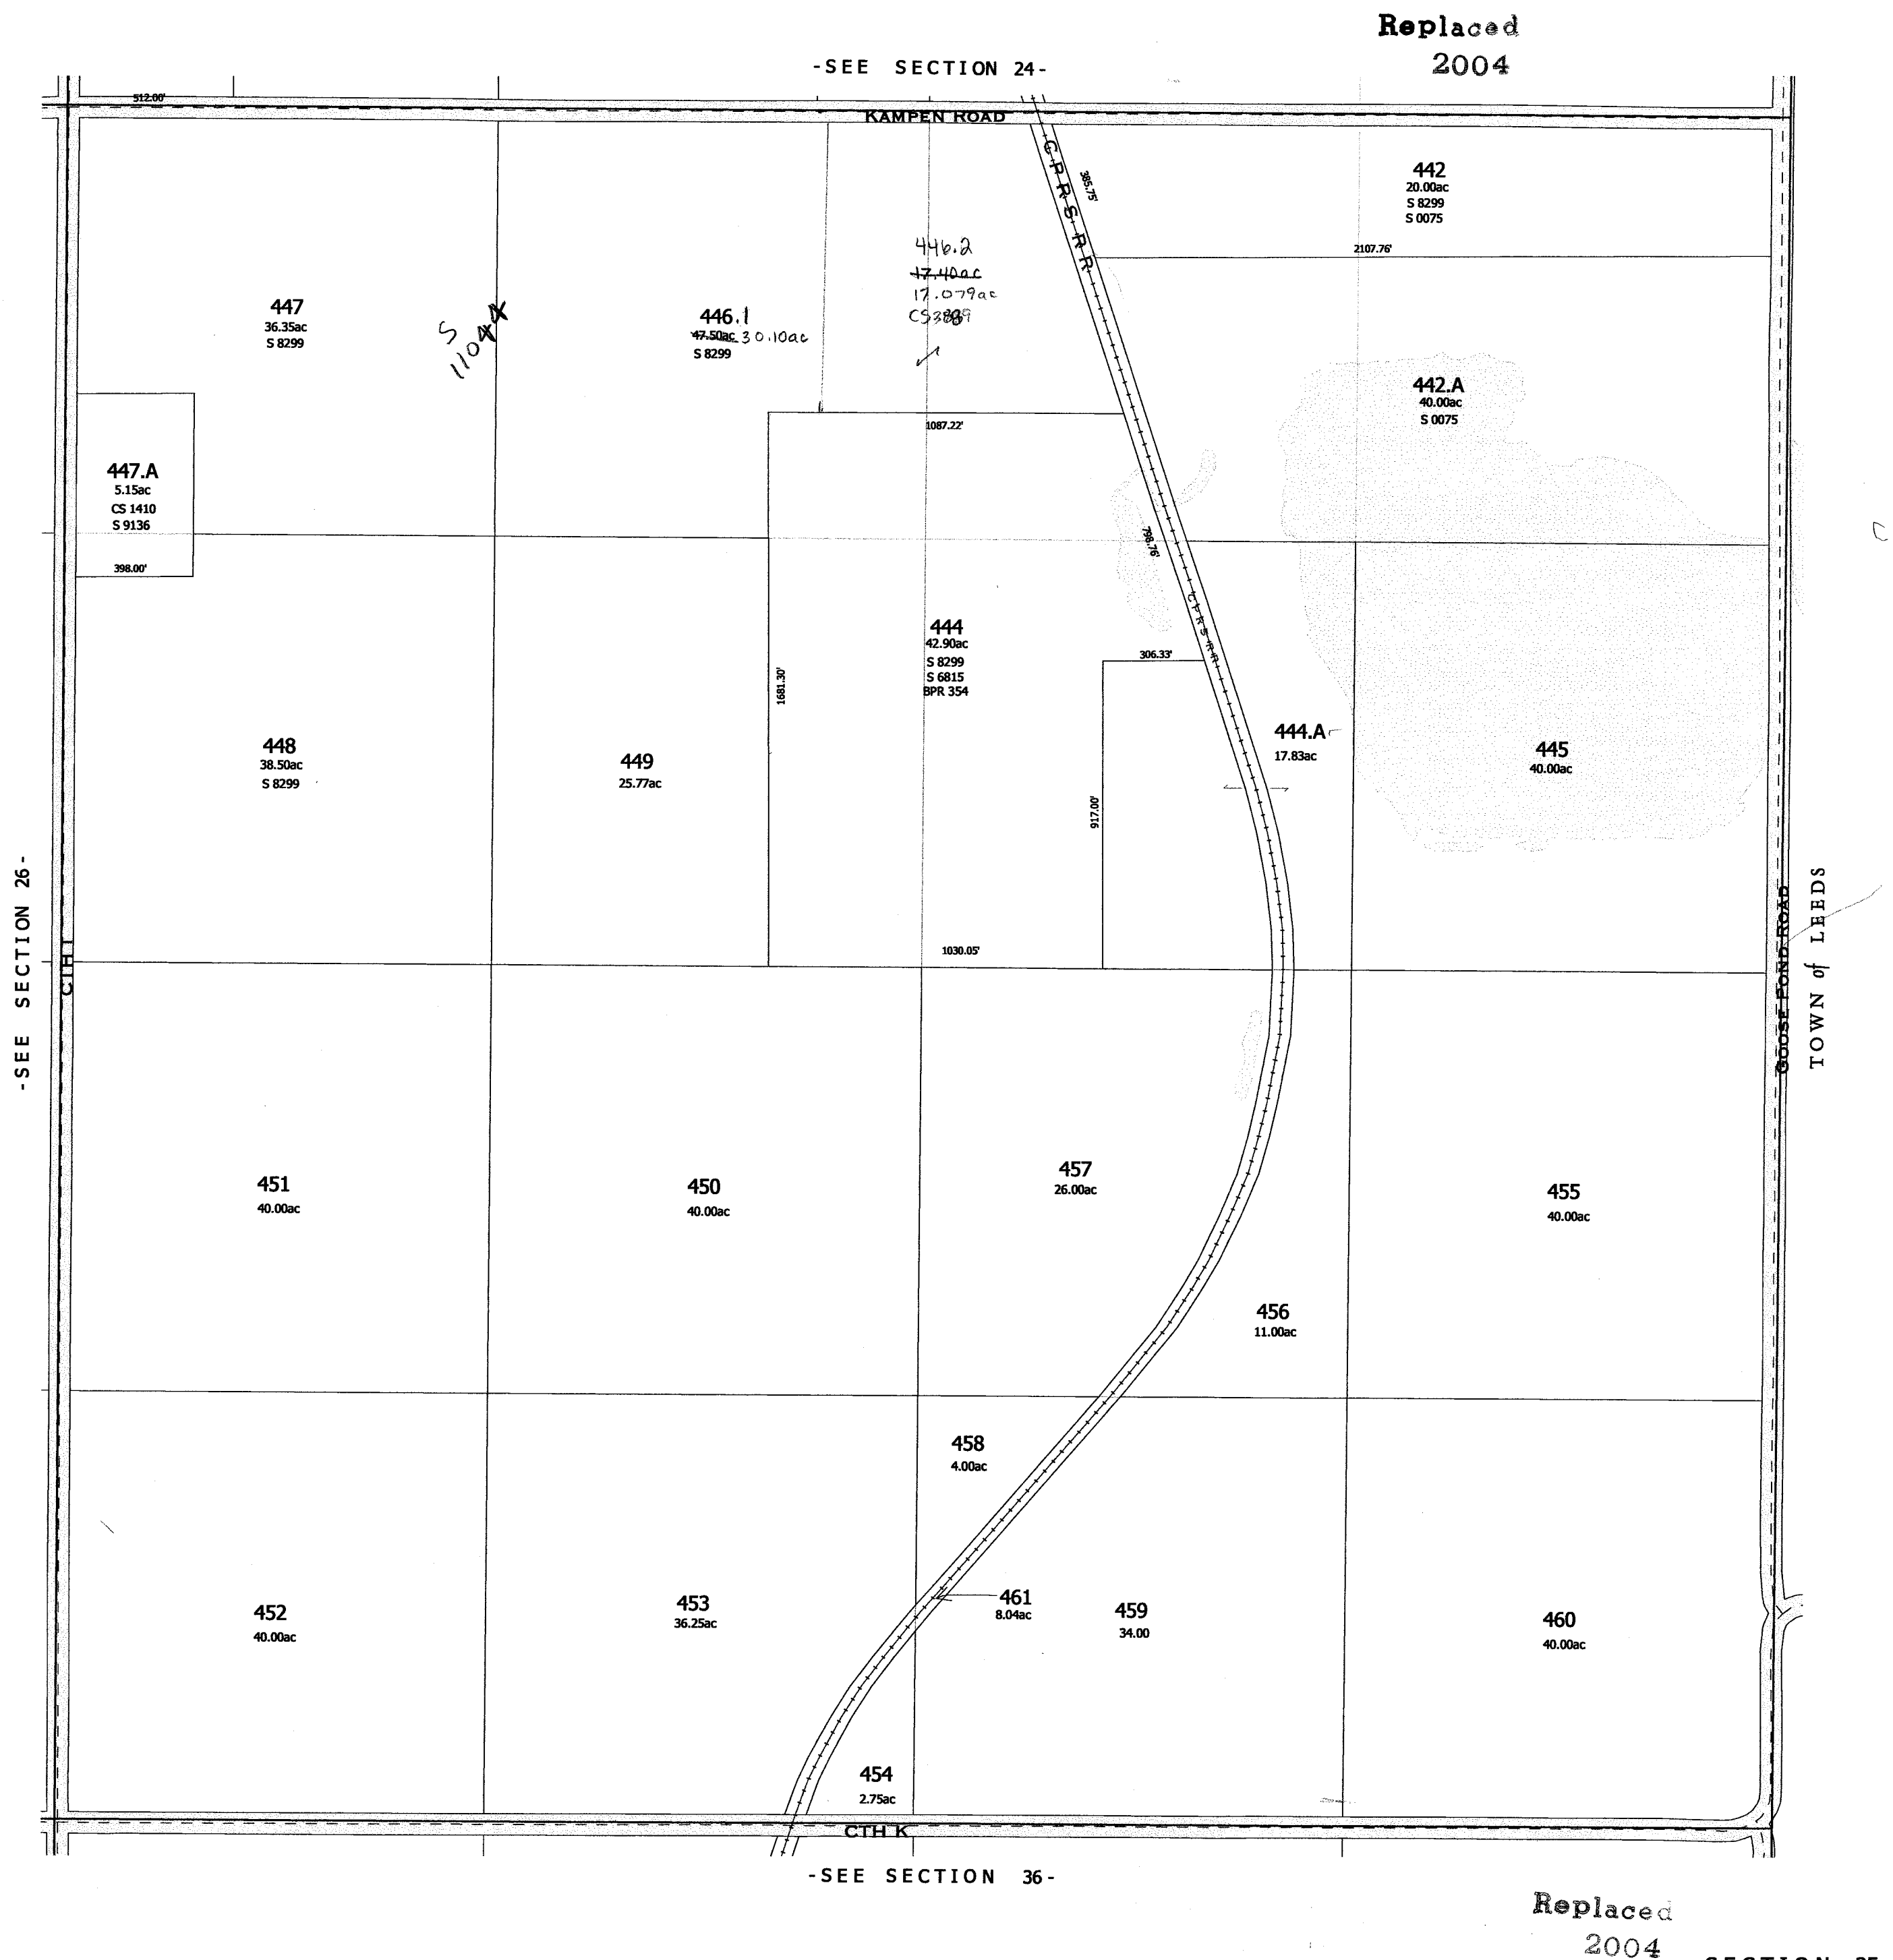 Replaced
2004
-SEE SECTION 24-
512.00'
KAMPEN ROAD
C P R S R R
385.75'
442
20.00ac
S 8299
S 0075
2107.76'
446.2
17.40ac
17.079ac
447
36.35ac
S 8299
S
11044
446.1
47.50ac 30.10ac
S 8299
442.A
40.00ac
S 0075
1087.22'
447.A
5.15ac
CS 1410
S 9136
398.00'
798.76'
C P R S R R
444
42.90ac
S 8299
S 6815
BPR 354
306.33'
1681.30'
444.A
17.83ac
448
38.50ac
S 8299
449
25.77ac
445
40.00ac
917.00'
1030.05'
-SEE SECTION 26-
CTH I
GOOSE POND ROAD
TOWN of LEEDS
451
40.00ac
450
40.00ac
457
26.00ac
455
40.00ac
456
11.00ac
458
4.00ac
452
40.00ac
453
36.25ac
461
8.04ac
459
34.00
460
40.00ac
454
2.75ac
CTH K
-SEE SECTION 36-
Replaced
2004